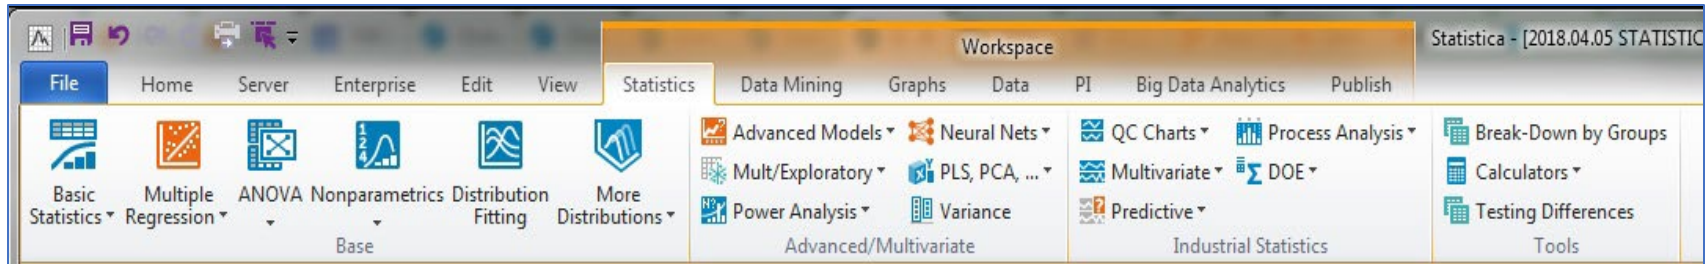 Workspace
Statistica - [2018.04.05 STATISTIC
File Home Server Enterprise Edit View Statistics Data Mining Graphs Data PI Big Data Analytics Publish
Basic Statistics
Multiple Regression
ANOVA
Nonparametrics
Distribution Fitting
More Distributions
Base
Advanced Models
Neural Nets
Mult/Exploratory
PLS, PCA, ...
Power Analysis
Variance
Advanced/Multivariate
QC Charts
Process Analysis
Multivariate
DOE
Predictive
Industrial Statistics
Break-Down by Groups
Calculators
Testing Differences
Tools